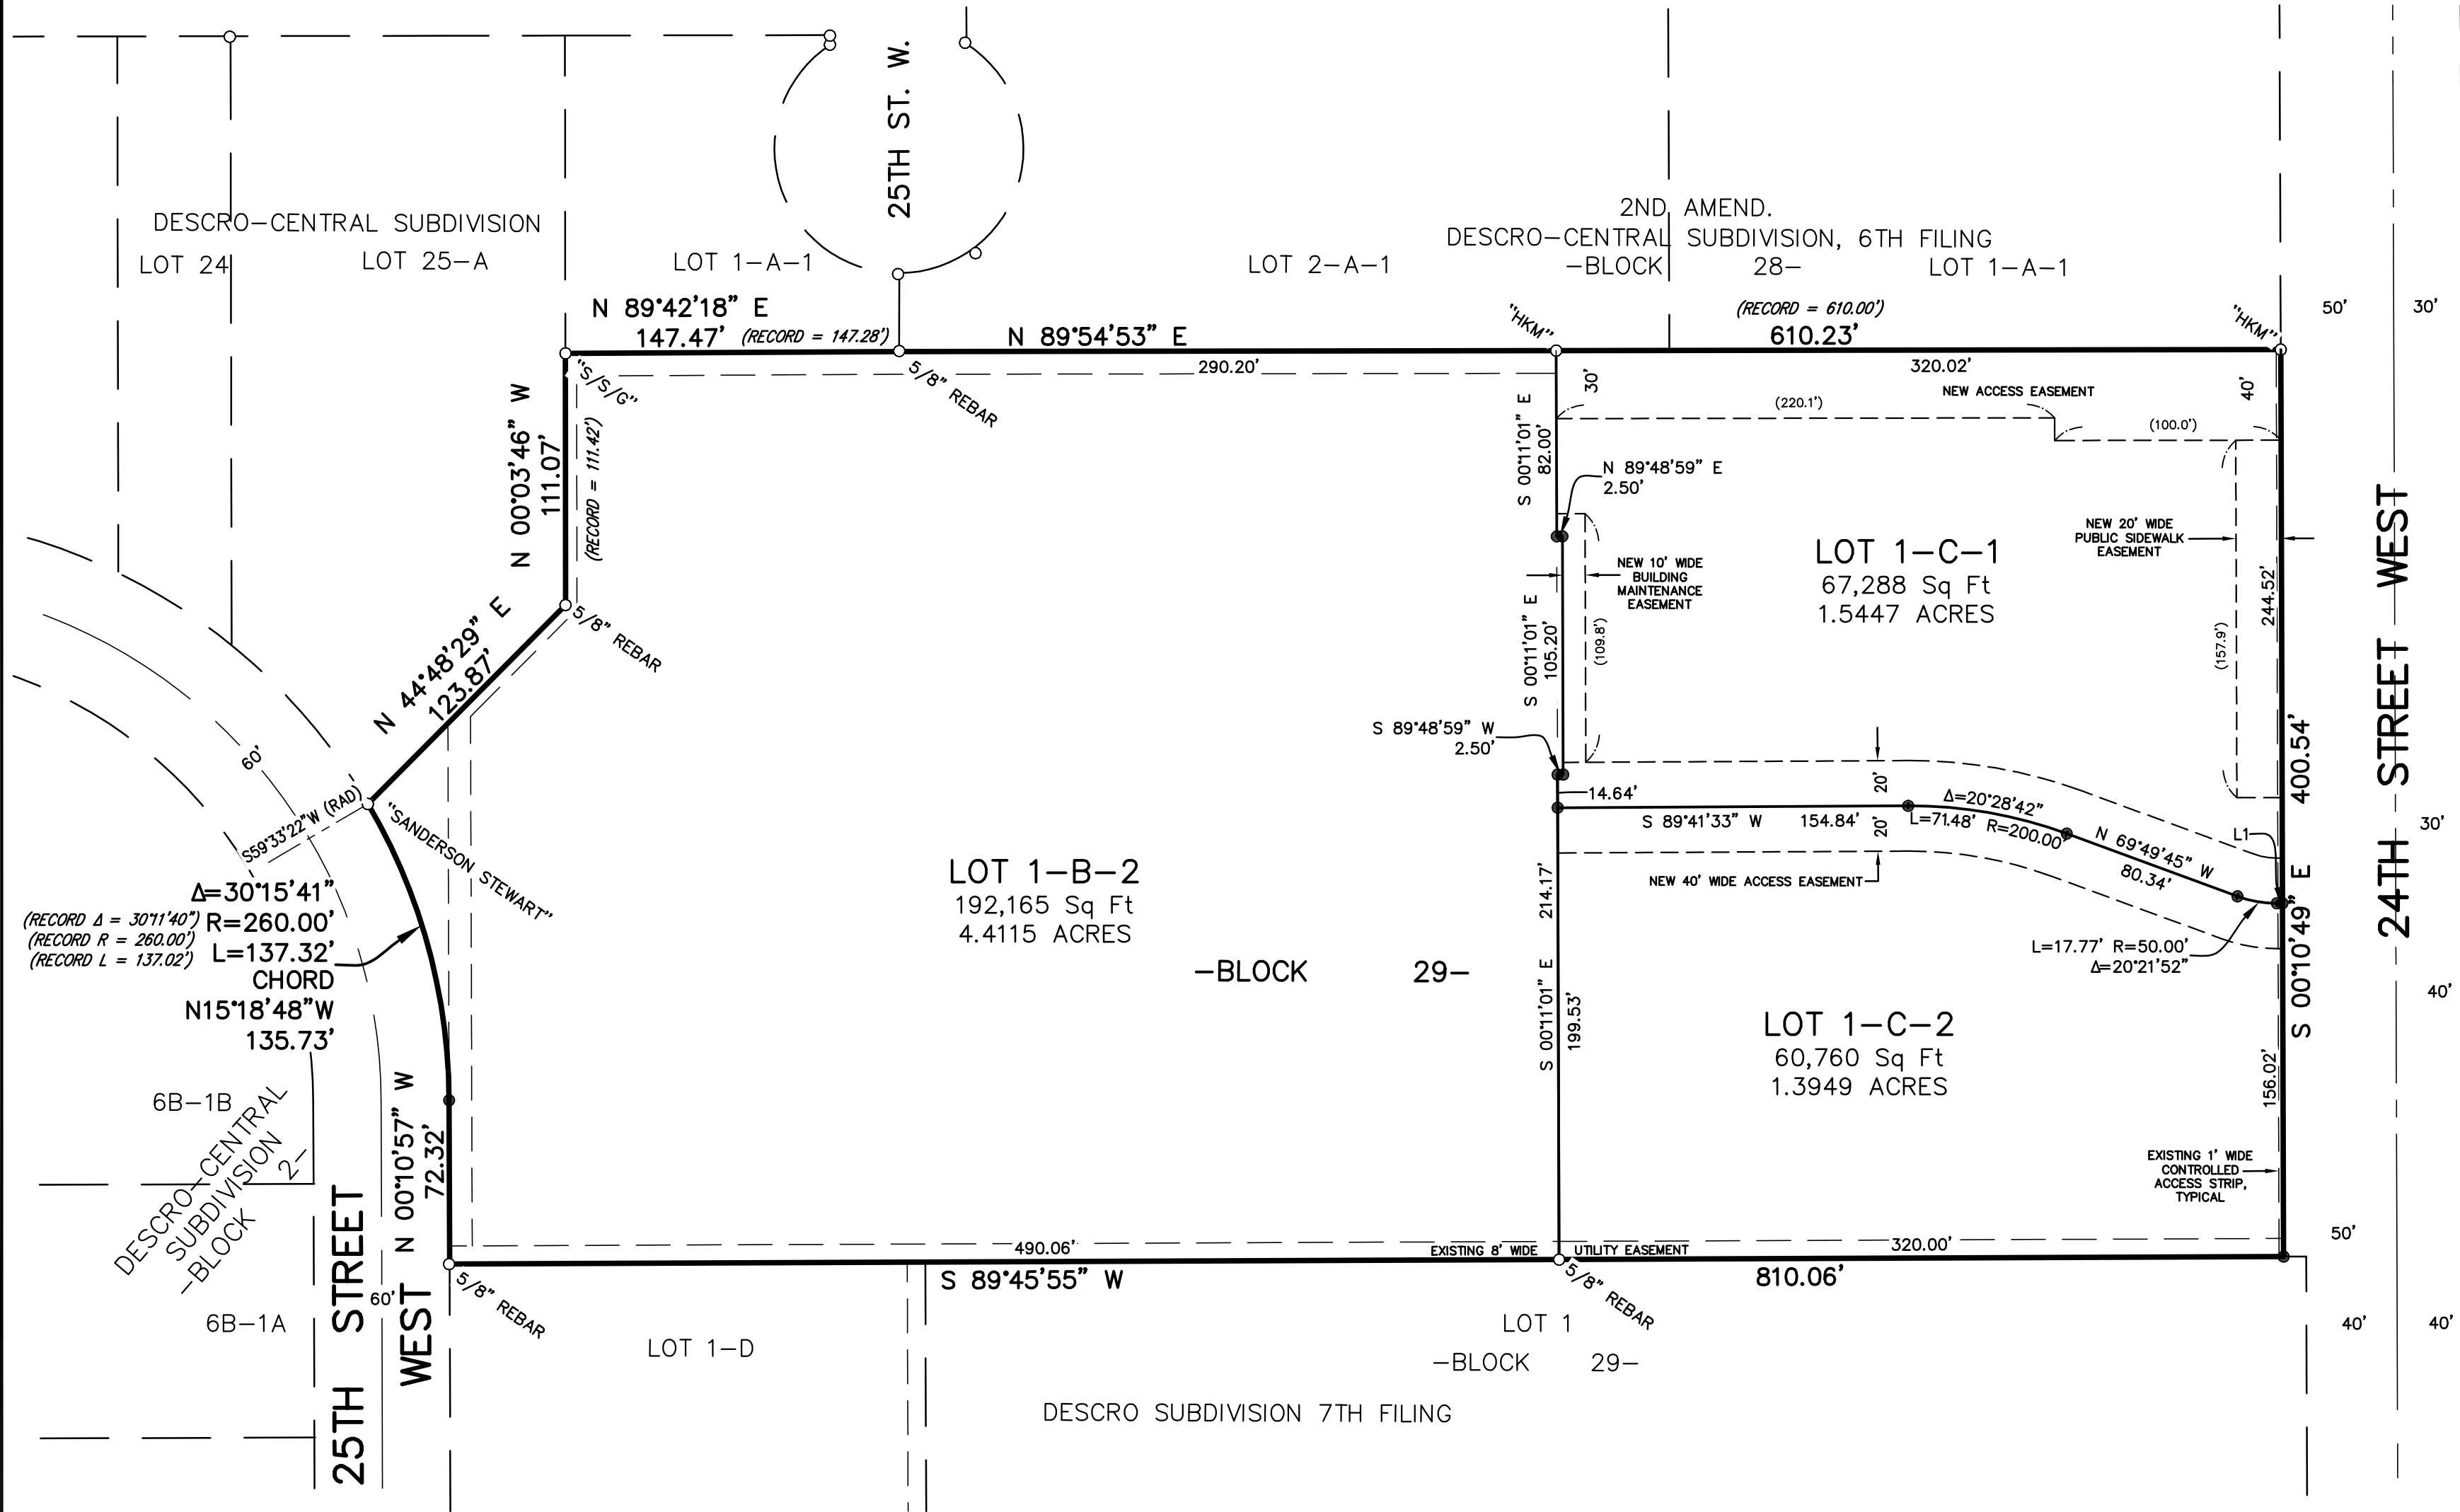 25TH ST. W.
DESCRO-CENTRAL SUBDIVISION
LOT 24
LOT 25-A
LOT 1-A-1
LOT 2-A-1
2ND AMEND.
DESCRO-CENTRAL SUBDIVISION, 6TH FILING
-BLOCK 28-
LOT 1-A-1
N 89°42'18" E
147.47' (RECORD = 147.28')
N 89°54'53" E
290.20'
"HKM"
(RECORD = 610.00')
610.23'
320.02'
"HKM"
50'
30'
"S/S/G"
5/8" REBAR
N 00°03'46" W
111.07'
(RECORD = 111.42')
S 00°11'01" E
82.00'
30'
(220.1')
NEW ACCESS EASEMENT
40'
(100.0')
N 89°48'59" E
2.50'
NEW 10' WIDE
BUILDING
MAINTENANCE
EASEMENT
S 00°11'01" E
105.20'
(109.8')
LOT 1-C-1
67,288 Sq Ft
1.5447 ACRES
NEW 20' WIDE
PUBLIC SIDEWALK
EASEMENT
(157.9')
244.52'
24TH STREET WEST
N 44°48'29" E
123.87'
5/8" REBAR
S 89°48'59" W
2.50'
14.64'
S 89°41'33" W 154.84'
20'
20'
Δ=20°28'42"
L=71.48' R=200.00'
N 69°49'45" W
80.34'
L1
400.54'
S 00°10'49" E
30'
60'
S59°33'22"W (RAD)
"SANDERSON STEWART"
Δ=30°15'41"
(RECORD Δ = 30°11'40") R=260.00'
(RECORD R = 260.00')
L=137.32'
(RECORD L = 137.02')
CHORD
N15°18'48"W
135.73'
LOT 1-B-2
192,165 Sq Ft
4.4115 ACRES
-BLOCK 29-
214.17'
S 00°11'01" E
199.53'
NEW 40' WIDE ACCESS EASEMENT
L=17.77' R=50.00'
Δ=20°21'52"
40'
LOT 1-C-2
60,760 Sq Ft
1.3949 ACRES
156.02'
EXISTING 1' WIDE
CONTROLLED
ACCESS STRIP,
TYPICAL
6B-1B
DESCRO-CENTRAL
SUBDIVISION
-BLOCK 2-
6B-1A
N 00°10'57" W
72.32'
25TH STREET
WEST
60'
490.06'
S 89°45'55" W
EXISTING 8' WIDE UTILITY EASEMENT
320.00'
810.06'
50'
5/8" REBAR
5/8" REBAR
LOT 1-D
LOT 1
-BLOCK 29-
40'
40'
DESCRO SUBDIVISION 7TH FILING